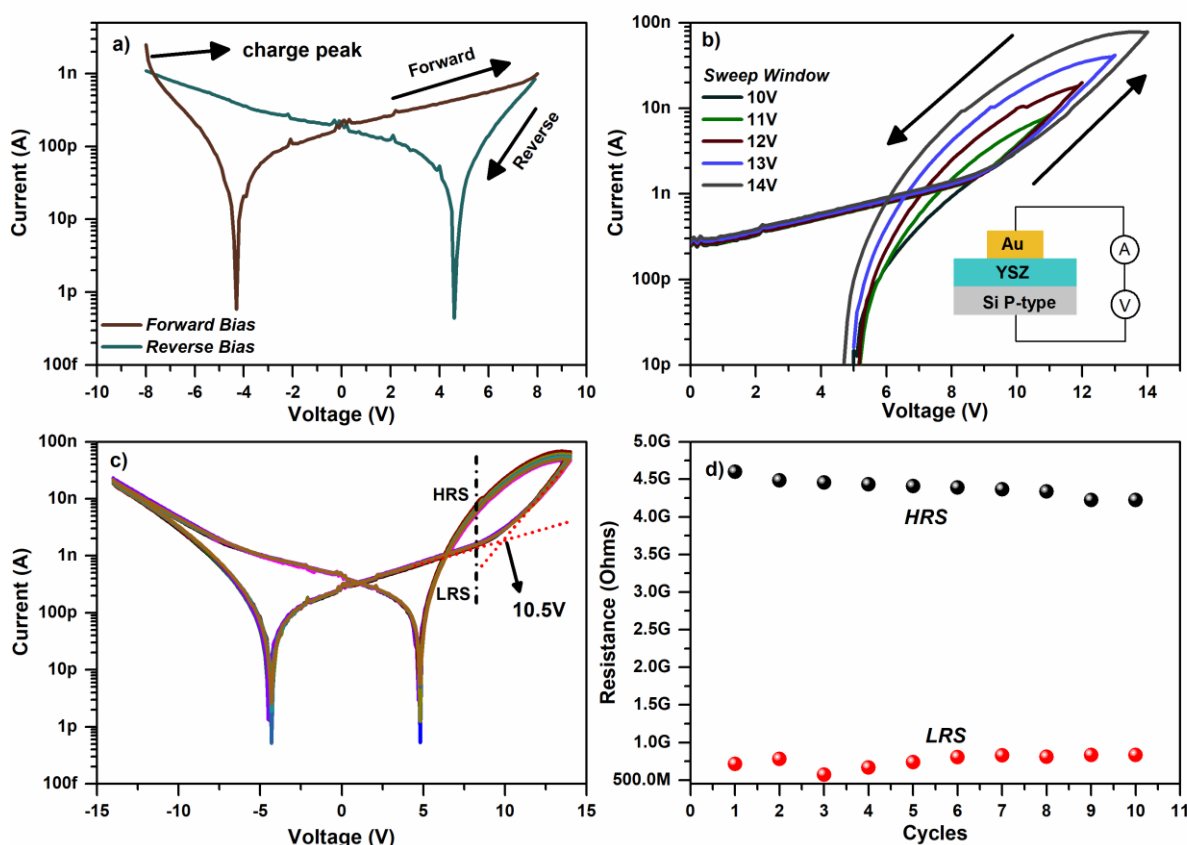 a)
charge peak
Forward
Reverse
Forward Bias
Reverse Bias
1n
100p
10p
1p
100f
Current (A)
-10 -8 -6 -4 -2 0 2 4 6 8 10
Voltage (V)
b)
Sweep Window
10V
11V
12V
13V
14V
Au
YSZ
Si P-type
A
V
100n
10n
1n
100p
10p
Current (A)
0 2 4 6 8 10 12 14
Voltage (V)
c)
HRS
LRS
10.5V
100n
10n
1n
100p
10p
1p
100f
Current (A)
-15 -10 -5 0 5 10 15
Voltage (V)
d)
HRS
LRS
5.0G
4.5G
4.0G
3.5G
3.0G
2.5G
2.0G
1.5G
1.0G
500.0M
Resistance (Ohms)
0 1 2 3 4 5 6 7 8 9 10 11
Cycles